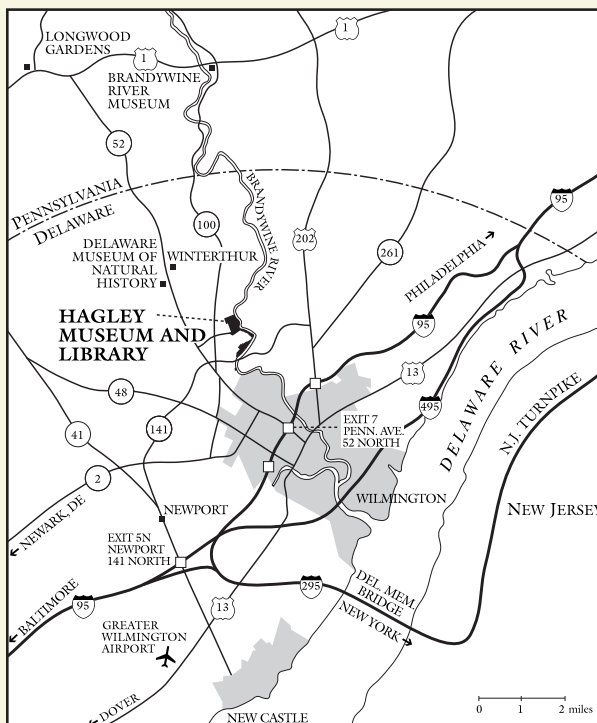 LONGWOOD
GARDENS
1
1
BRANDYWINE
RIVER
MUSEUM
52
PENNSYLVANIA
DELAWARE
95
100
BRANDYWINE RIVER
202
261
DELAWARE
MUSEUM OF
NATURAL
HISTORY
WINTERTHUR
PHILADELPHIA
HAGLEY
MUSEUM AND
LIBRARY
95
DELAWARE RIVER
13
48
495
N.J. TURNPIKE
EXIT 7
PENN. AVE.
52 NORTH
41
141
2
WILMINGTON
NEWPORT
NEW JERSEY
NEWARK, DE
EXIT 5N
NEWPORT
141 NORTH
BALTIMORE
95
13
295
DEL. MEM.
BRIDGE
NEW YORK
GREATER
WILMINGTON
AIRPORT
DOVER
NEW CASTLE
0 1 2 miles